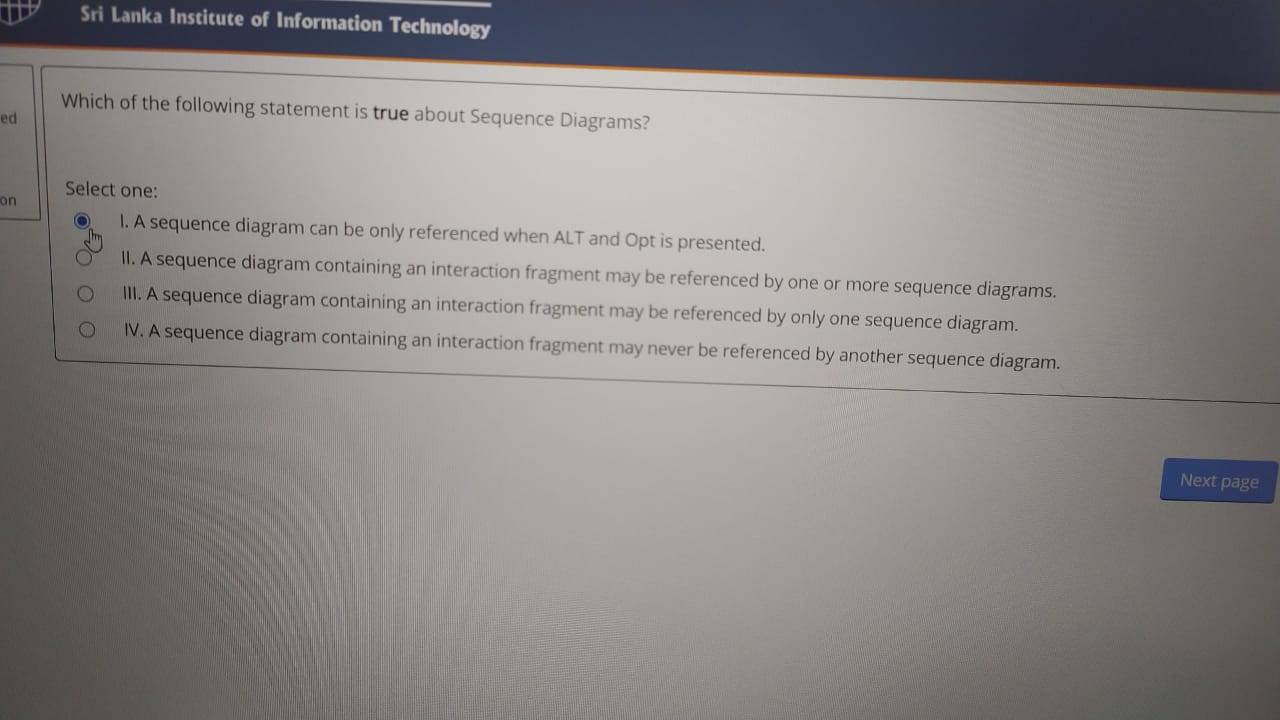 Sri Lanka Institute of Information Technology
ed
on
Which of the following statement is true about Sequence Diagrams?
Select one:
I. A sequence diagram can be only referenced when ALT and Opt is presented.
II. A sequence diagram containing an interaction fragment may be referenced by one or more sequence diagrams.
III. A sequence diagram containing an interaction fragment may be referenced by only one sequence diagram.
IV. A sequence diagram containing an interaction fragment may never be referenced by another sequence diagram.
Next page